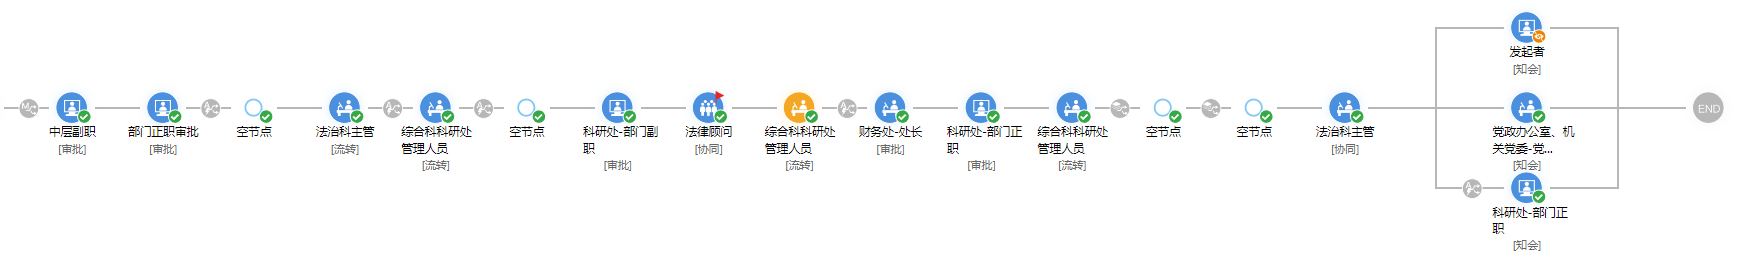 发起者
[知会]
中层副职
[审批]
部门正职审批
[审批]
空节点
法治科主管
[流转]
综合科科研处
管理人员
[流转]
空节点
科研处-部门副
职
[审批]
法律顾问
[协同]
综合科科研处
管理人员
[流转]
财务处-处长
[审批]
科研处-部门正
职
[审批]
综合科科研处
管理人员
[流转]
空节点
空节点
法治科主管
[协同]
党政办公室、机
关党委-党...
[知会]
END
科研处-部门正
职
[知会]